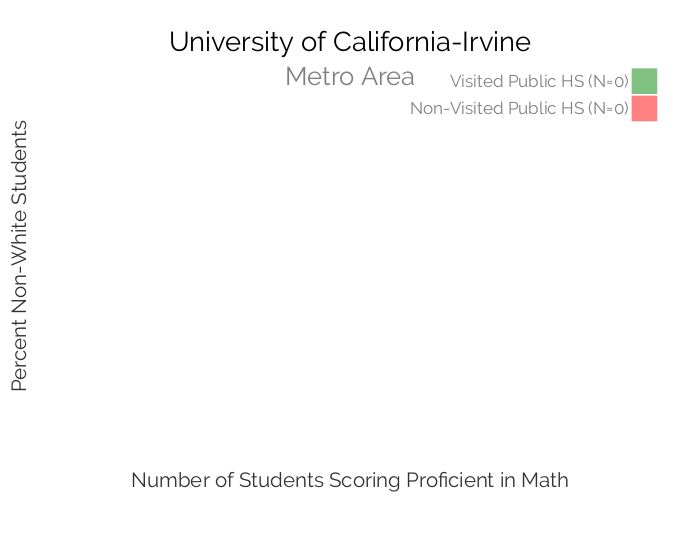 University of California-Irvine
Metro Area
Visited Public HS (N=0)
Non-Visited Public HS (N=0)
Percent Non-White Students
Number of Students Scoring Proficient in Math